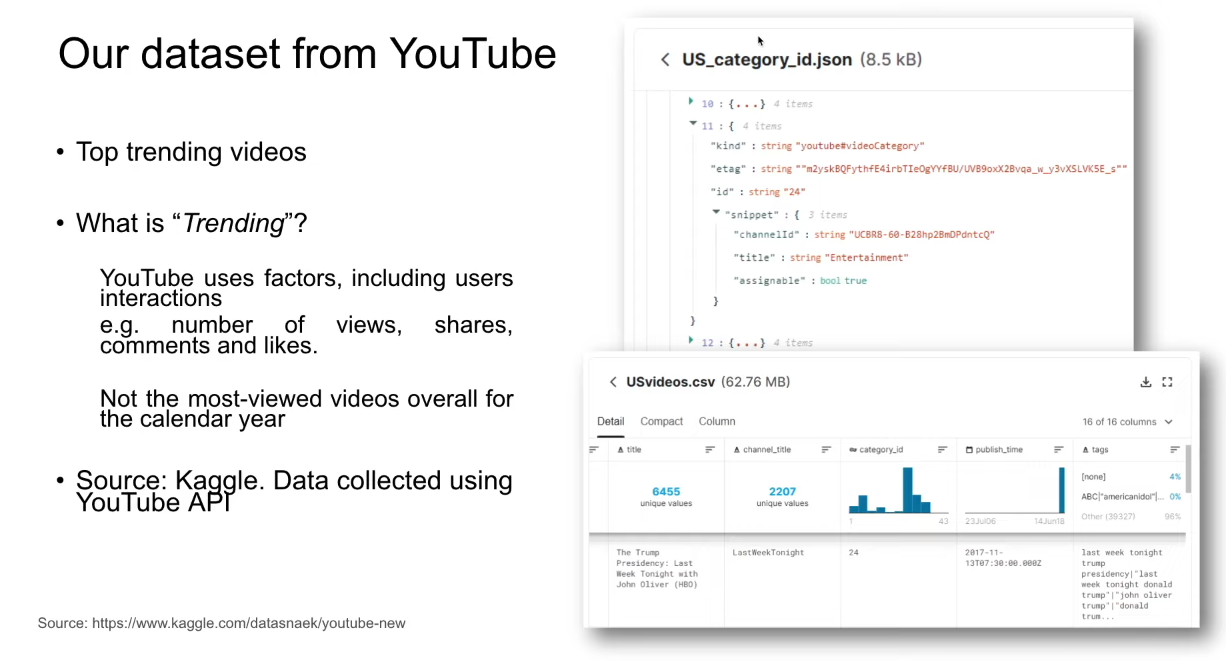 Our dataset from YouTube
• Top trending videos
• What is “Trending”?
YouTube uses factors, including users
interactions
e.g. number of views, shares,
comments and likes.
Not the most-viewed videos overall for
the calendar year
• Source: Kaggle. Data collected using
YouTube API
Source: https://www.kaggle.com/datasnaek/youtube-new
US_category_id.json (8.5 kB)
10 : {...} 4 items
11 : { 4 items
"kind" : string "youtube#videoCategory"
"etag" : string ""m2yskBQFythfE4irbTIeOgYYfBU/UVB9oxX2Bvqa_w_y3vXSLVK5E_s""
"id" : string "24"
"snippet" : { 3 items
"channelId" : string "UCBR8-60-B28hp2BmDPdntcQ"
"title" : string "Entertainment"
"assignable" : bool true
}
}
12 : {...} 4 items
USvideos.csv (62.76 MB)
Detail Compact Column 16 of 16 columns
title channel_title category_id publish_time tags
6455
unique values
2207
unique values
1 43
23Jul06 14Jun18
[none] 4%
ABC|"americanidol"|... 0%
Other (39327) 96%
The Trump
Presidency: Last
Week Tonight with
John Oliver (HBO)
LastWeekTonight
24
2017-11-
13T07:30:00.000Z
last week tonight
trump
presidency|"last
week tonight donald
trump"|"john oliver
trump"|"donald
trum...